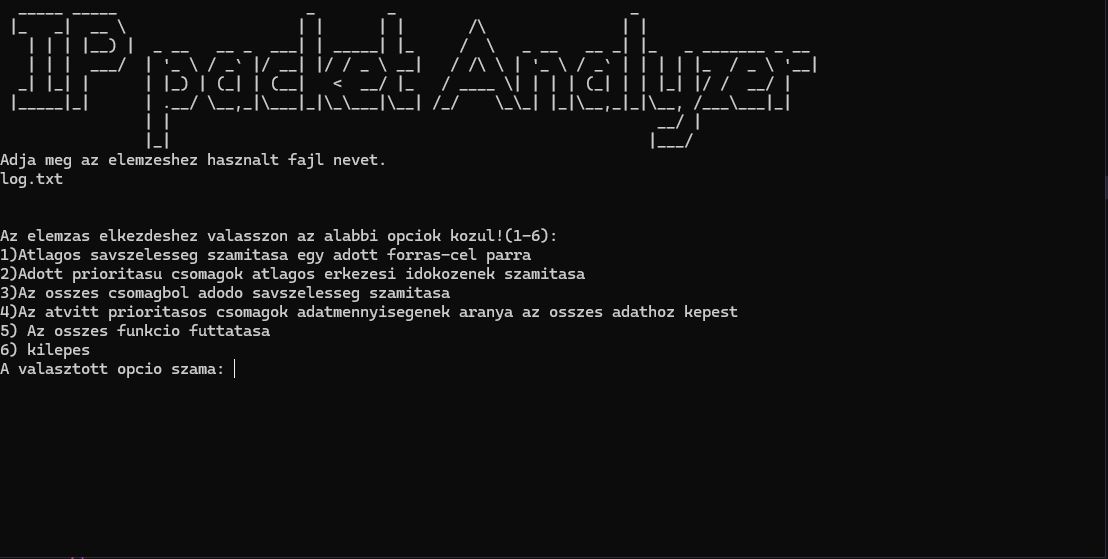 IP packet Analyzer
Adja meg az elemzeshez hasznalt fajl nevet.
log.txt
Az elemzas elkezdeshez valasszon az alabbi opciok kozul!(1-6):
1)Atlagos savszelesseg szamitasa egy adott forras-cel parra
2)Adott prioritasu csomagok atlagos erkezesi idokozenek szamitasa
3)Az osszes csomagbol adodo savszelesseg szamitasa
4)Az atvitt prioritasos csomagok adatmennyisegenek aranya az osszes adathoz kepest
5) Az osszes funkcio futtatasa
6) kilepes
A valasztott opcio szama: